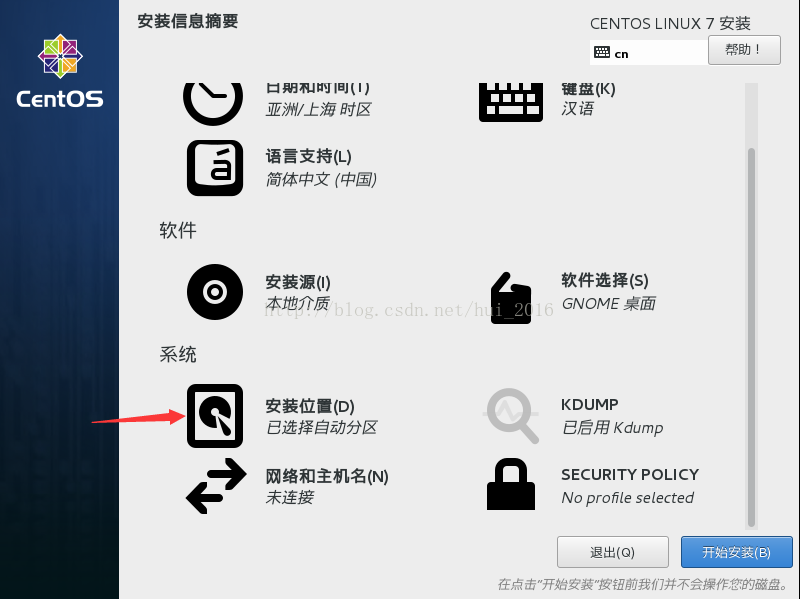 安装信息摘要
CENTOS LINUX 7 安装
cn
帮助！
CentOS
日期和时间(T)
亚洲/上海 时区
键盘(K)
汉语
语言支持(L)
简体中文 (中国)
软件
安装源(I)
本地介质
软件选择(S)
GNOME 桌面
http://blog.csdn.net/hui_2016
系统
安装位置(D)
已选择自动分区
KDUMP
已启用 Kdump
网络和主机名(N)
未连接
SECURITY POLICY
No profile selected
退出(Q)
开始安装(B)
在点击"开始安装"按钮前我们并不会操作您的磁盘。